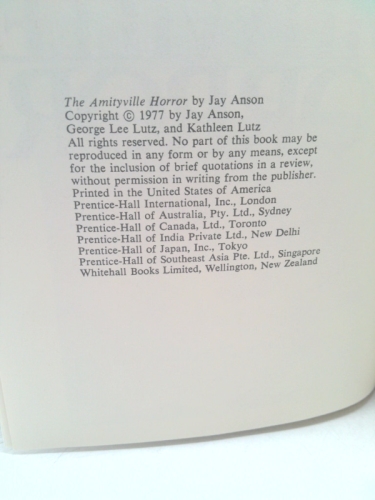 The Amityville Horror by Jay Anson
Copyright © 1977 by Jay Anson,
George Lee Lutz, and Kathleen Lutz
All rights reserved. No part of this book may be
reproduced in any form or by any means, except
for the inclusion of brief quotations in a review,
without permission in writing from the publisher.
Printed in the United States of America
Prentice-Hall International, Inc., London
Prentice-Hall of Australia, Pty. Ltd., Sydney
Prentice-Hall of Canada, Ltd., Toronto
Prentice-Hall of India Private Ltd., New Delhi
Prentice-Hall of Japan, Inc., Tokyo
Prentice-Hall of Southeast Asia Pte. Ltd., Singapore
Whitehall Books Limited, Wellington, New Zealand